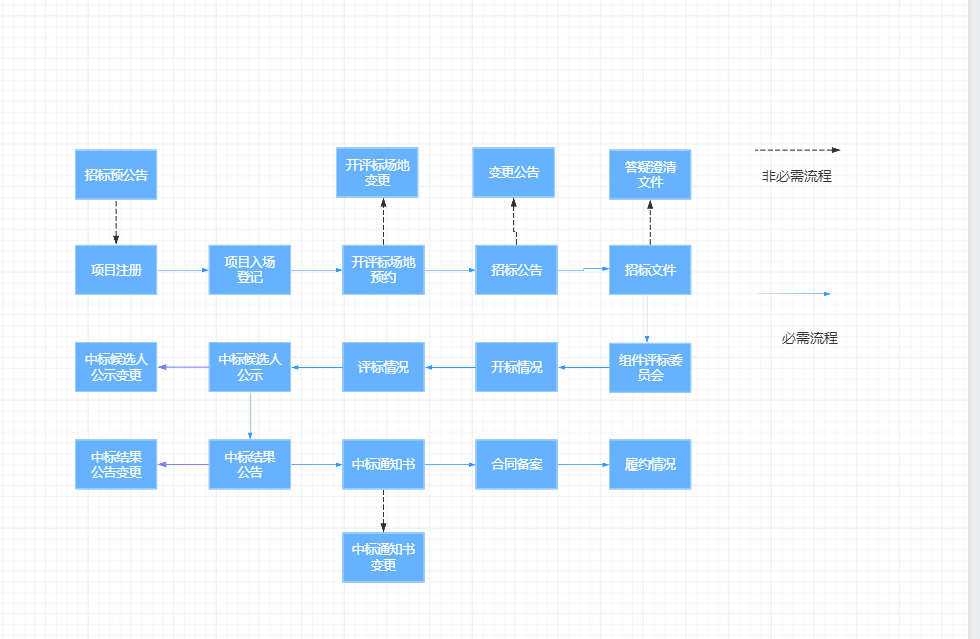 招标预公告
开评标场地
变更
变更公告
答疑澄清
文件
非必需流程
项目注册
项目入场
登记
开评标场地
预约
招标公告
招标文件
必需流程
中标候选人
公示变更
中标候选人
公示
评标情况
开标情况
组件评标委
员会
中标结果
公告变更
中标结果
公告
中标通知书
合同备案
履约情况
中标通知书
变更